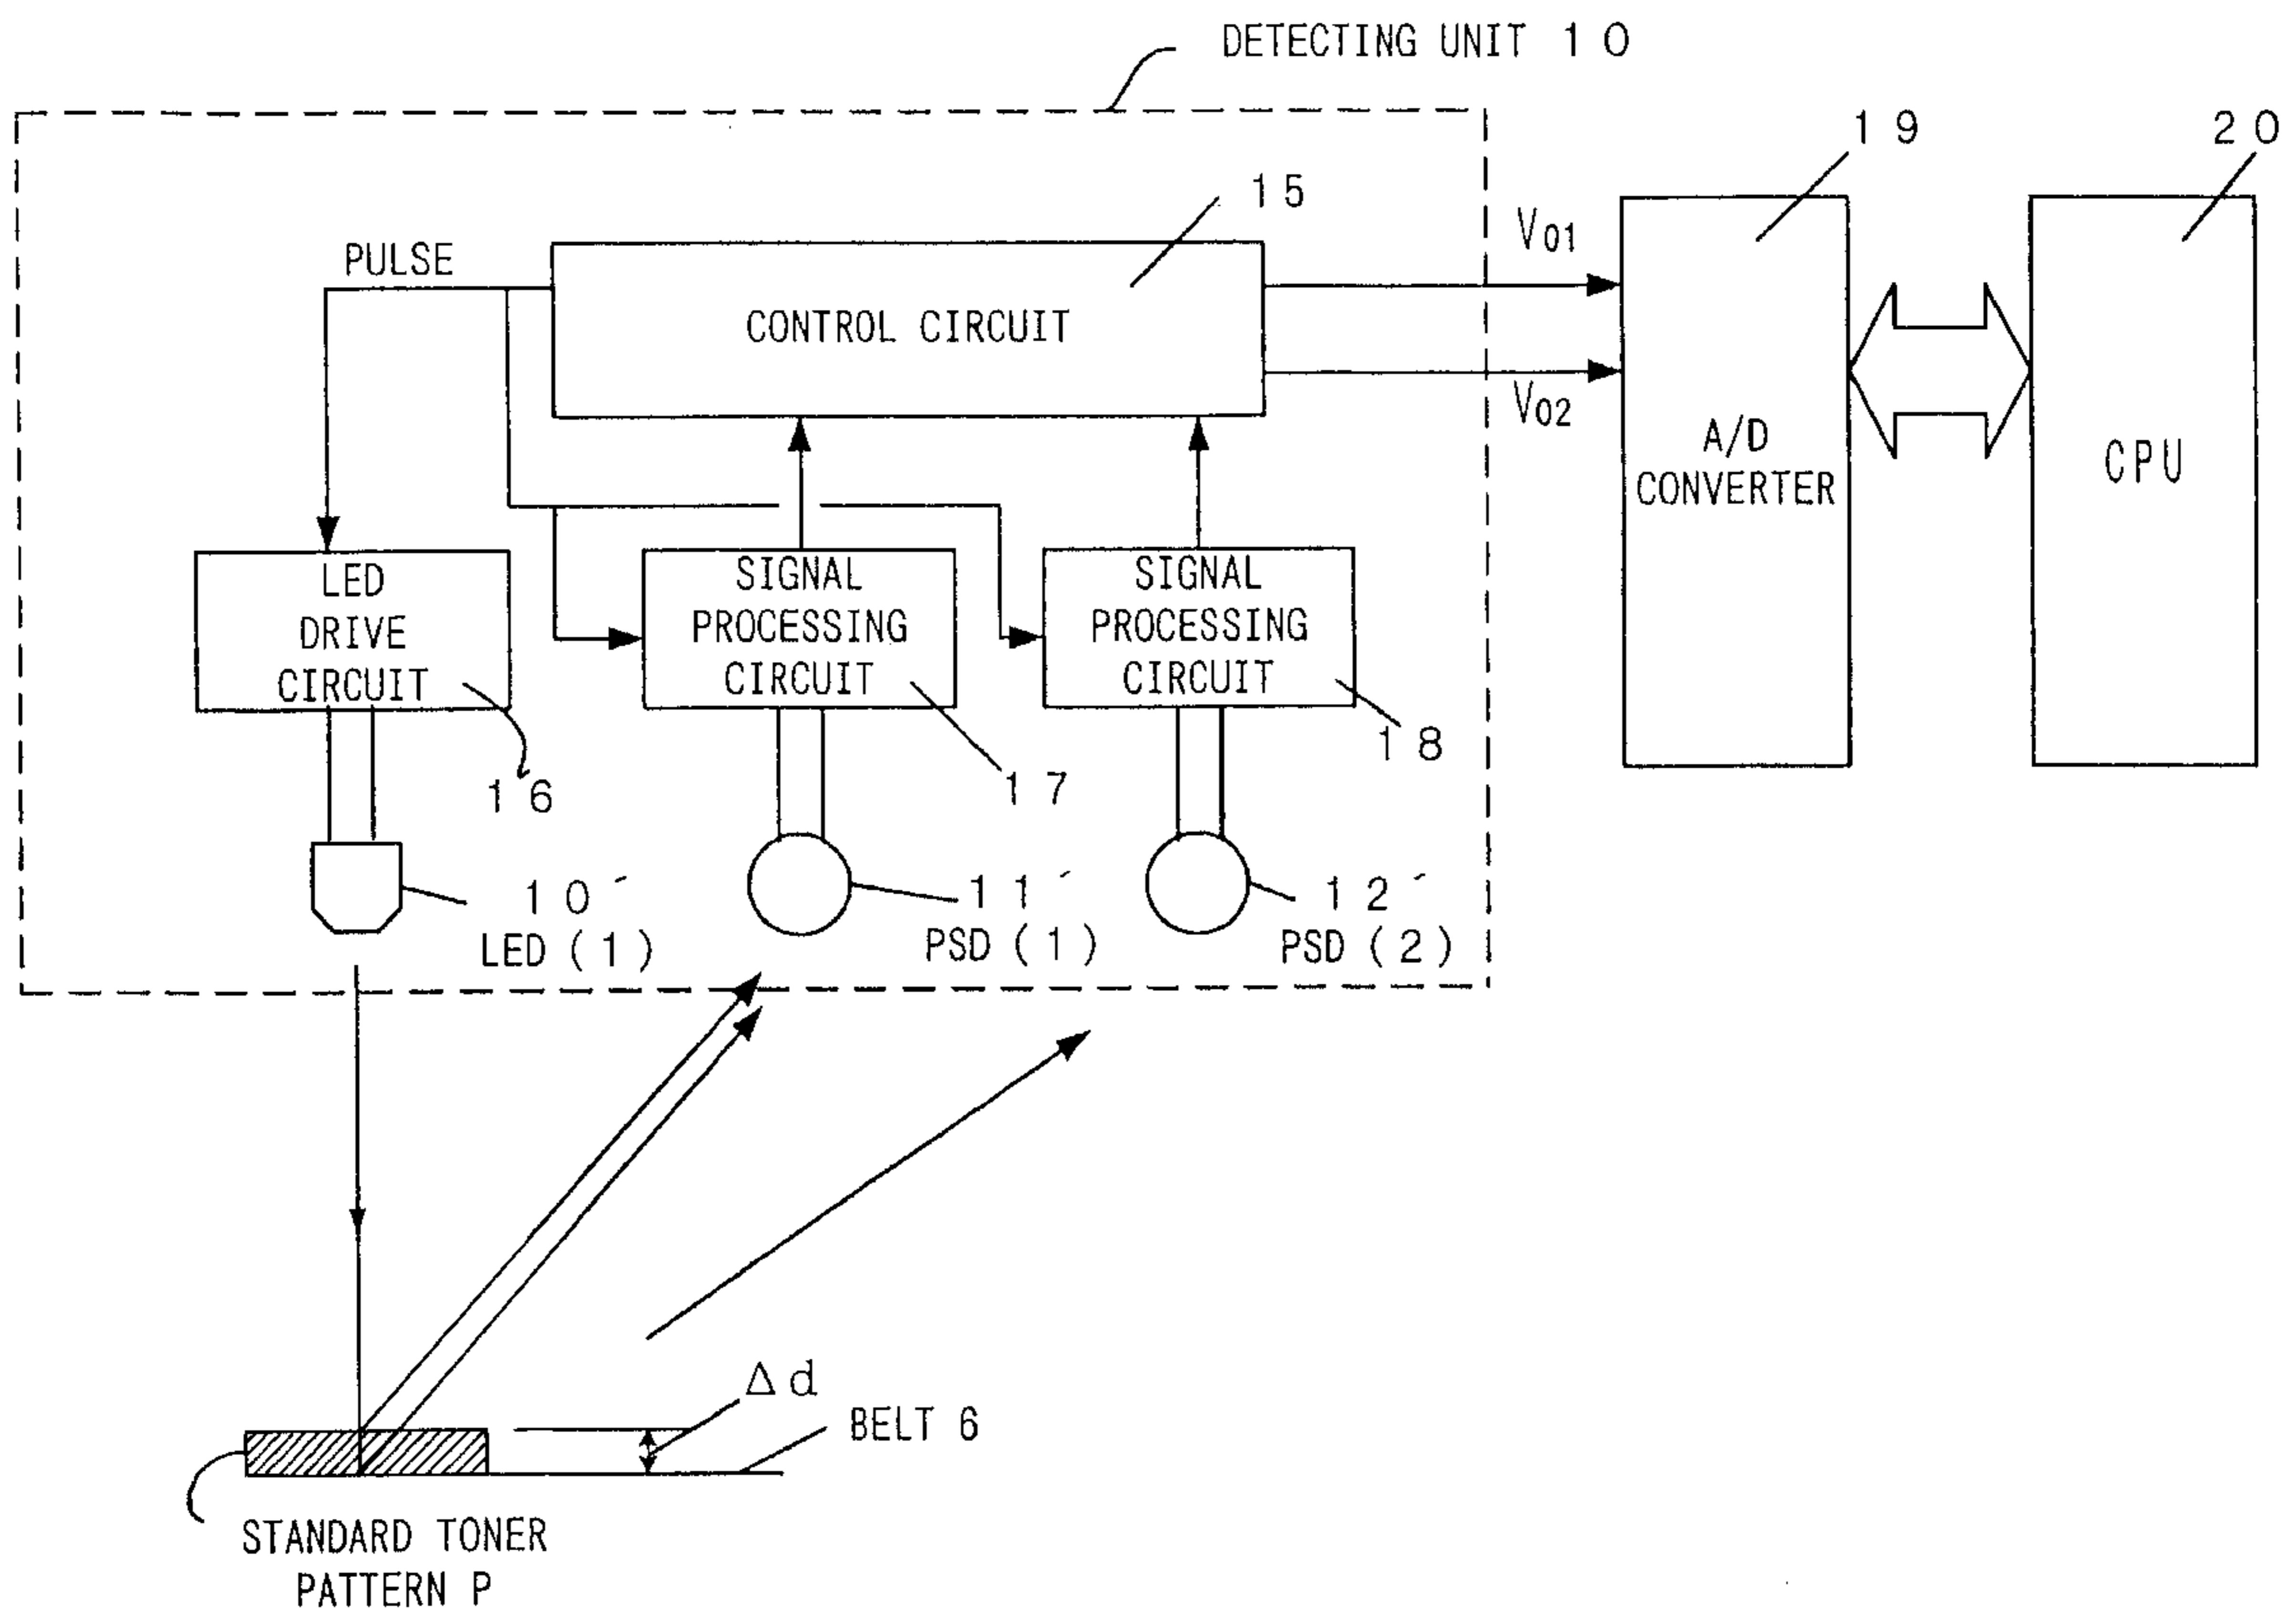 DETECTING UNIT 10
19
20
15
PULSE
V01
CONTROL CIRCUIT
V02
A/D
CONVERTER
CPU
LED
DRIVE
CIRCUIT
SIGNAL
PROCESSING
CIRCUIT
SIGNAL
PROCESSING
CIRCUIT
16
17
18
10´
LED (1)
11´
PSD (1)
12´
PSD (2)
Δd
BELT 6
STANDARD TONER
PATTERN P